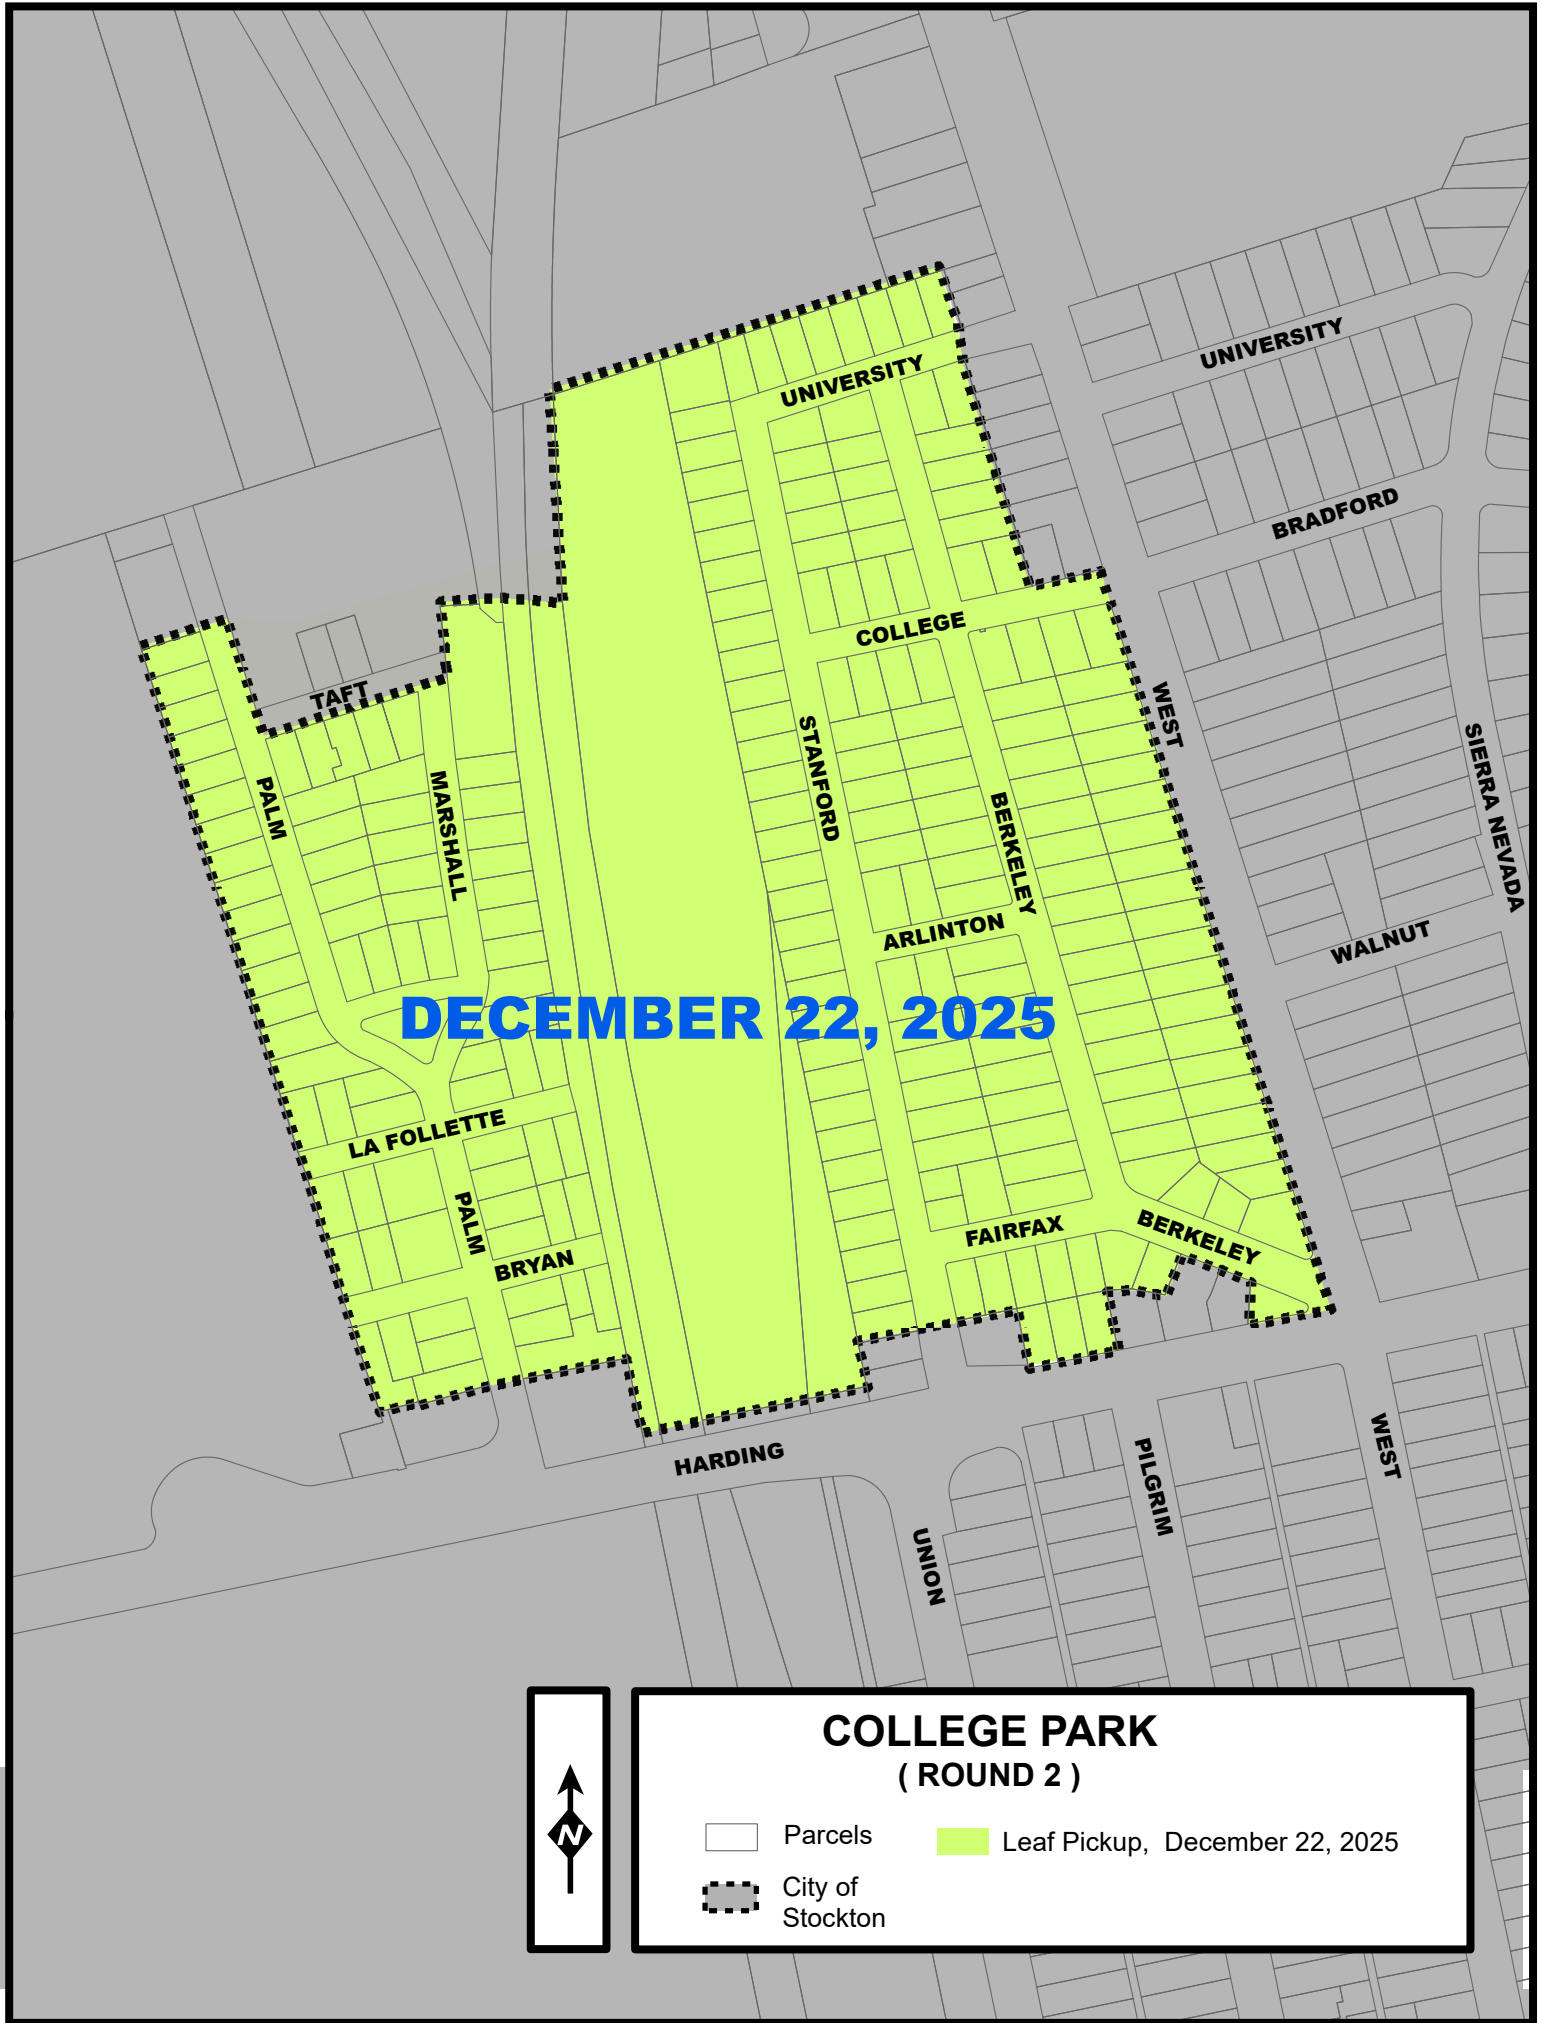 UNIVERSITY
UNIVERSITY
BRADFORD
COLLEGE
TAFT
WEST
STANFORD
SIERRA NEVADA
PALM
MARSHALL
BERKELEY
ARLINTON
WALNUT
DECEMBER 22, 2025
LA FOLLETTE
PALM
FAIRFAX
BERKELEY
BRYAN
HARDING
WEST
PILGRIM
UNION
COLLEGE PARK
( ROUND 2 )
N
Parcels
Leaf Pickup, December 22, 2025
City of
Stockton